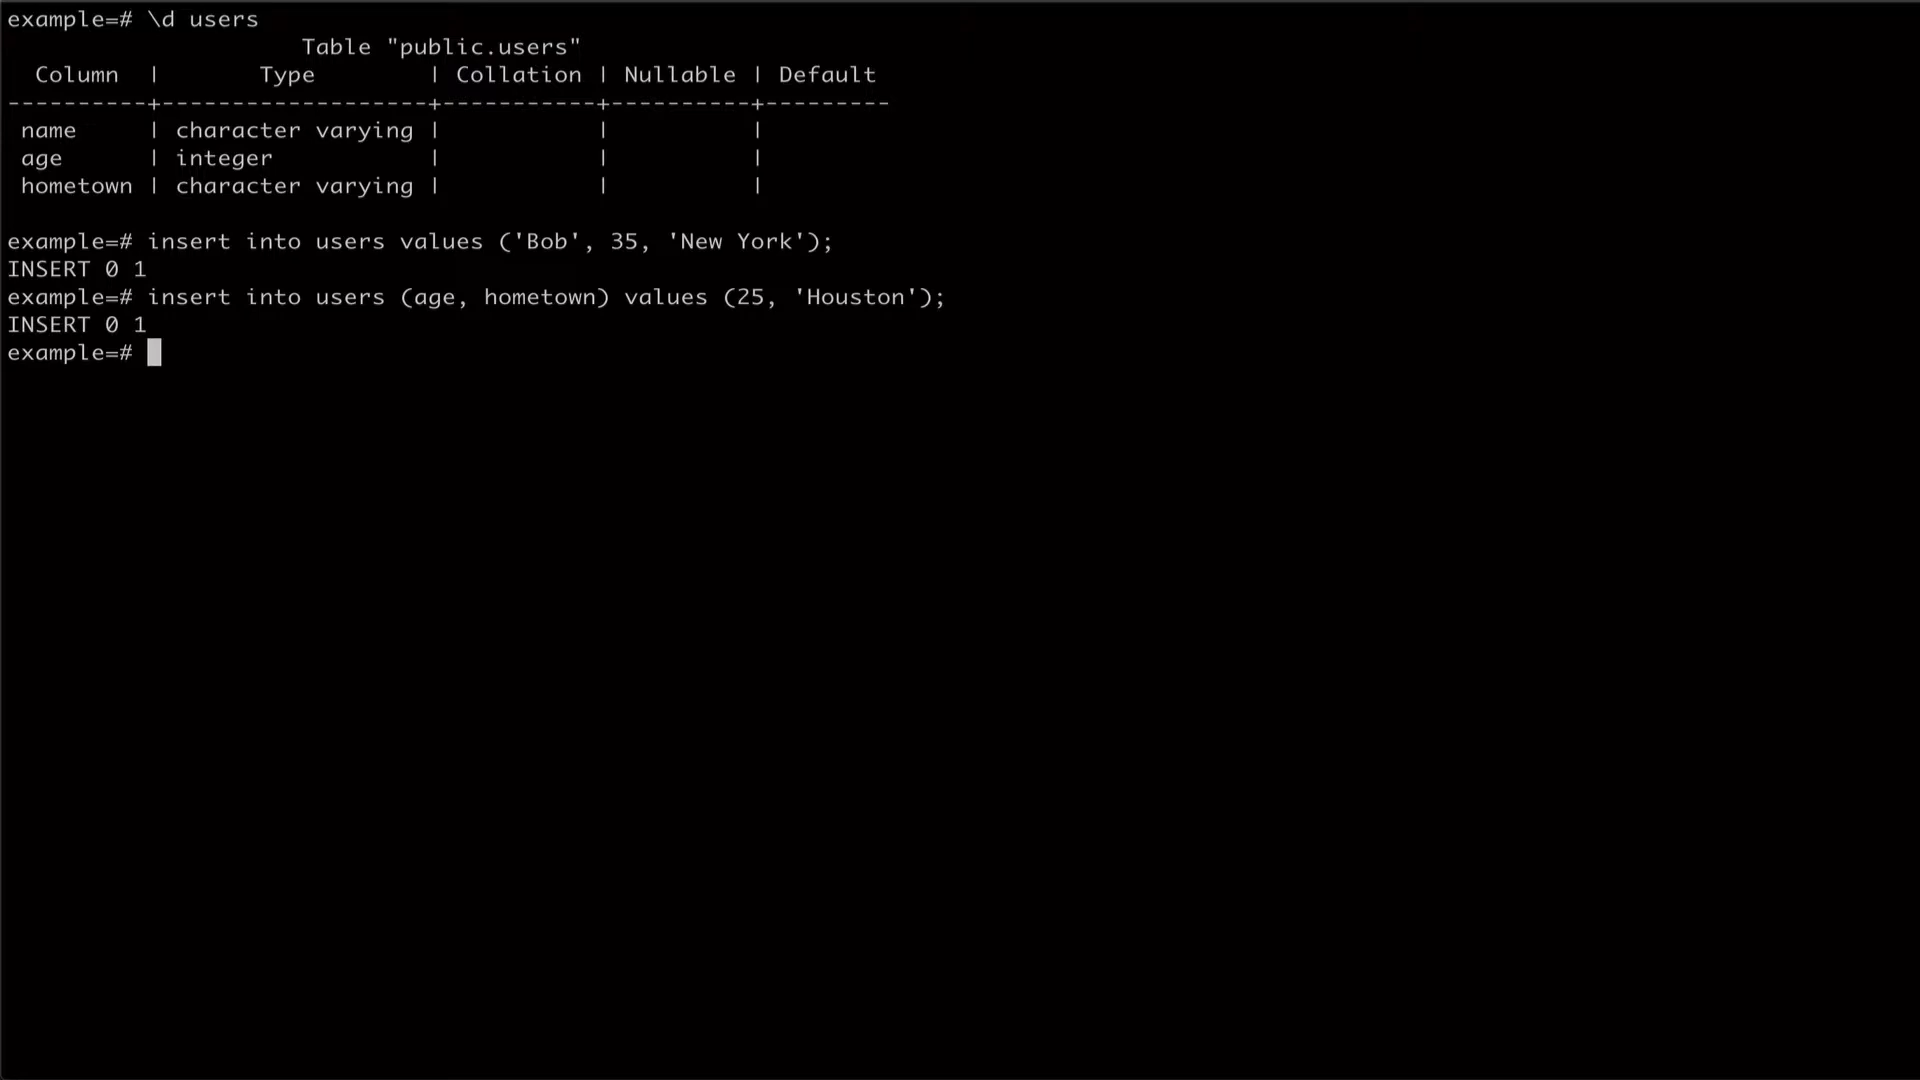 example=# \d users
                     Table "public.users"
  Column  |       Type        | Collation | Nullable | Default
----------+-------------------+-----------+----------+---------
 name     | character varying |           |          |
 age      | integer           |           |          |
 hometown | character varying |           |          |
example=# insert into users values ('Bob', 35, 'New York');
INSERT 0 1
example=# insert into users (age, hometown) values (25, 'Houston');
INSERT 0 1
example=#